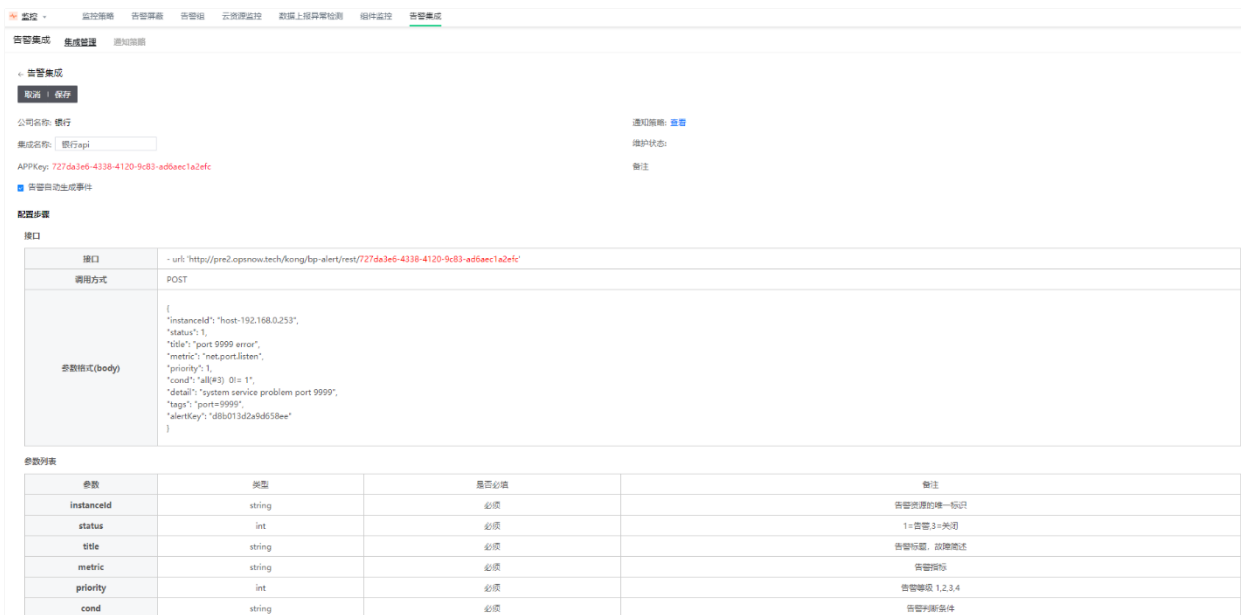 监控
监控策略 告警屏蔽 告警组 云资源监控 数据上报异常检测 组件监控 告警集成
告警集成 集成管理 通知策略
← 告警集成
取消 | 保存
公司名称: 银行 通知策略: 查看
集成名称: 银行api 维护状态:
APPKey: 727da3e6-4338-4120-9c83-ad6aec1a2efc 备注
告警自动生成事件
配置步骤
接口
接口 - url: 'http://pre2.opsnow.tech/kong/bp-alert/rest/727da3e6-4338-4120-9c83-ad6aec1a2efc'
调用方式 POST
参数格式(body)
{
"instanceId": "host-192.168.0.253",
"status": 1,
"title": "port 9999 error",
"metric": "net.port.listen",
"priority": 1,
"cond": "all(#3) 0!= 1",
"detail": "system service problem port 9999",
"tags": "port=9999",
"alertKey": "d8b013d2a9d658ee"
}
参数列表
参数 类型 是否必填 备注
instanceId string 必须 告警资源的唯一标识
status int 必须 1=告警,3=关闭
title string 必须 告警标题，故障简述
metric string 必须 告警指标
priority int 必须 告警等级 1,2,3,4
cond string 必须 告警判断条件